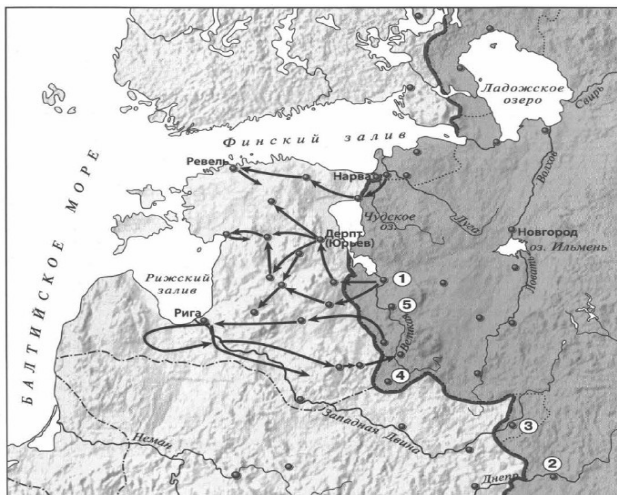 Ладожское
озеро
Свирь
Финский залив
Ревель
Нарва
Волхов
Луга
Чудское
оз.
Новгород
оз. Ильмень
Дерпт
(Юрьев)
Ловать
БАЛТИЙСКОЕ МОРЕ
Рижский
залив
1
5
Рига
Великая
4
Западная Двина
3
Неман
Днепр
2